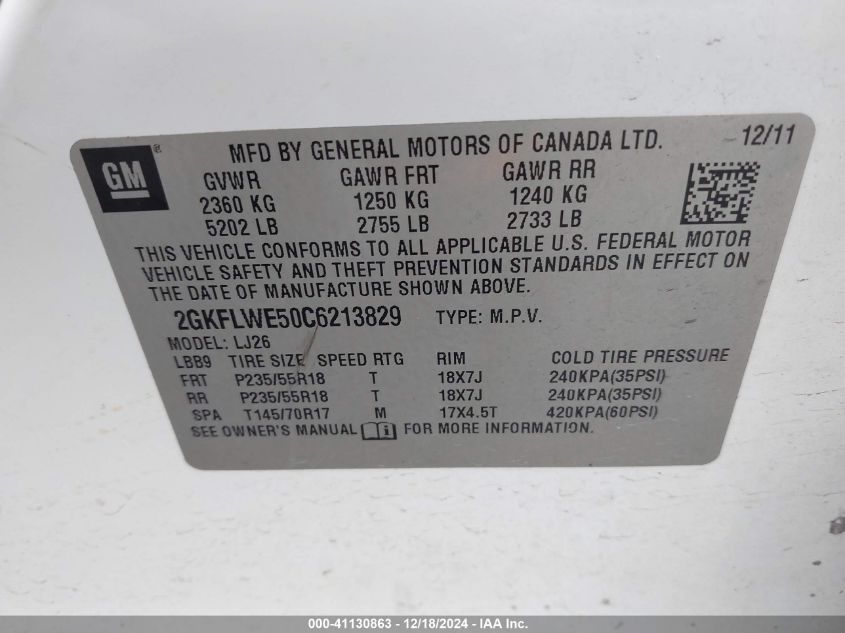 GM®
MFD BY GENERAL MOTORS OF CANADA LTD. 12/11
GVWR GAWR FRT GAWR RR
2360 KG 1250 KG 1240 KG
5202 LB 2755 LB 2733 LB
THIS VEHICLE CONFORMS TO ALL APPLICABLE U.S. FEDERAL MOTOR
VEHICLE SAFETY AND THEFT PREVENTION STANDARDS IN EFFECT ON
THE DATE OF MANUFACTURE SHOWN ABOVE.
2GKFLWE50C6213829 TYPE: M.P.V.
MODEL: LJ26
LBB9 TIRE SIZE SPEED RTG RIM COLD TIRE PRESSURE
FRT P235/55R18 T 18X7J 240KPA(35PSI)
RR P235/55R18 T 18X7J 240KPA(35PSI)
SPA T145/70R17 M 17X4.5T 420KPA(60PSI)
SEE OWNER'S MANUAL FOR MORE INFORMATION.
000-41130863 - 12/18/2024 - IAA Inc.